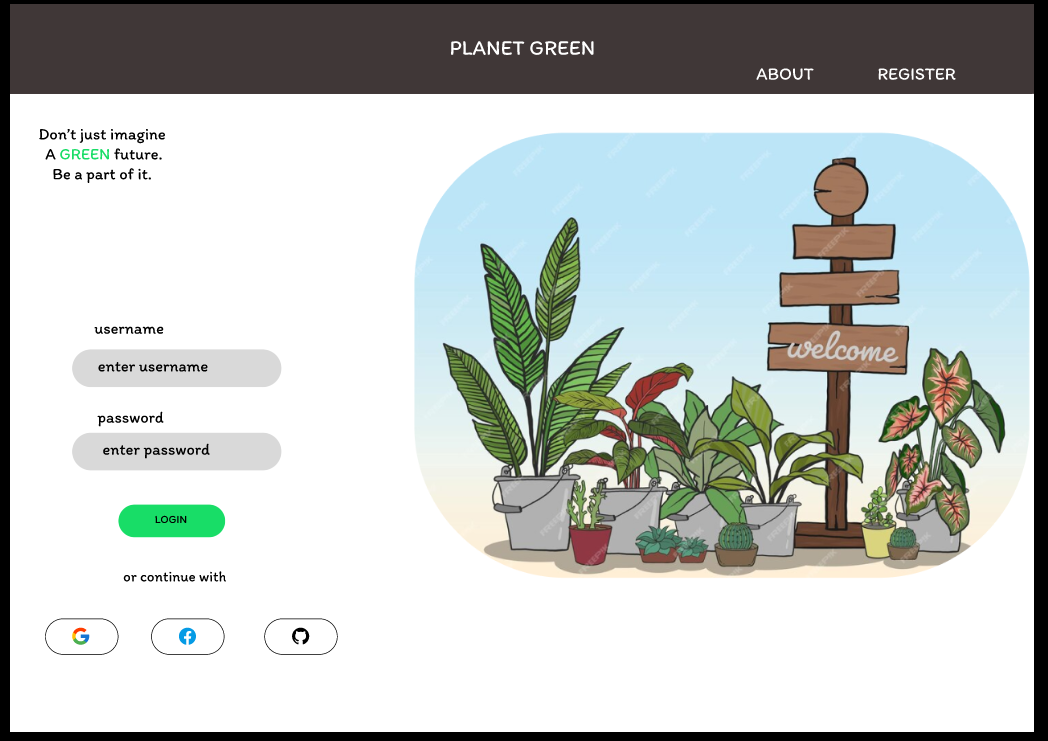 PLANET GREEN
ABOUT REGISTER
Don't just imagine
A GREEN future.
Be a part of it.
welcome
username
enter username
password
enter password
LOGIN
or continue with